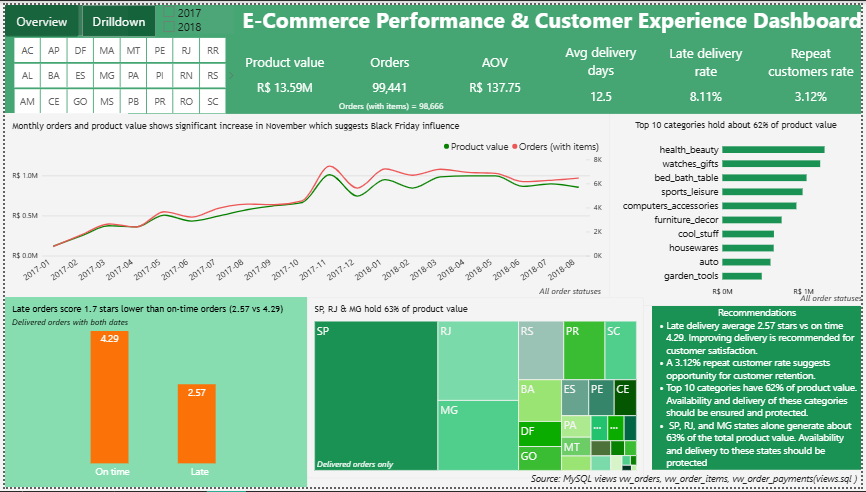 Overview
Drilldown
2017
2018
E-Commerce Performance & Customer Experience Dashboard
AC AP DF MA MT PE RJ RR
AL BA ES MG PA PI RN RS
AM CE GO MS PB PR RO SC
Product value
R$ 13.59M
Orders
99,441
Orders (with items) = 98,666
AOV
R$ 137.75
Avg delivery
days
12.5
Late delivery
rate
8.11%
Repeat
customers rate
3.12%
Monthly orders and product value shows significant increase in November which suggests Black Friday influence
Product value Orders (with items)
R$ 1.0M
R$ 0.5M
R$ 0.0M
8K
6K
4K
2K
0K
2017-01
2017-02
2017-03
2017-04
2017-05
2017-06
2017-07
2017-08
2017-09
2017-10
2017-11
2017-12
2018-01
2018-02
2018-03
2018-04
2018-05
2018-06
2018-07
2018-08
All order statuses
Top 10 categories hold about 62% of product value
health_beauty
watches_gifts
bed_bath_table
sports_leisure
computers_accessories
furniture_decor
cool_stuff
housewares
auto
garden_tools
R$ 0M R$ 1M
All order statuses
Late orders score 1.7 stars lower than on-time orders (2.57 vs 4.29)
Delivered orders with both dates
4.29
2.57
On time
Late
SP, RJ & MG hold 63% of product value
SP
RJ
MG
RS
PR
SC
BA
ES
PE
CE
DF
PA
...
...
GO
MT
Delivered orders only
Recommendations
• Late delivery average 2.57 stars vs on time
4.29. Improving delivery is recommended for
customer satisfaction.
• A 3.12% repeat customer rate suggests
opportunity for customer retention.
• Top 10 categories have 62% of product value.
Availability and delivery of these categories
should be ensured and protected.
• SP, RJ, and MG states alone generate about
63% of the total product value. Availability
and delivery to these states should be
protected
Source: MySQL views vw_orders, vw_order_items, vw_order_payments(views.sql )